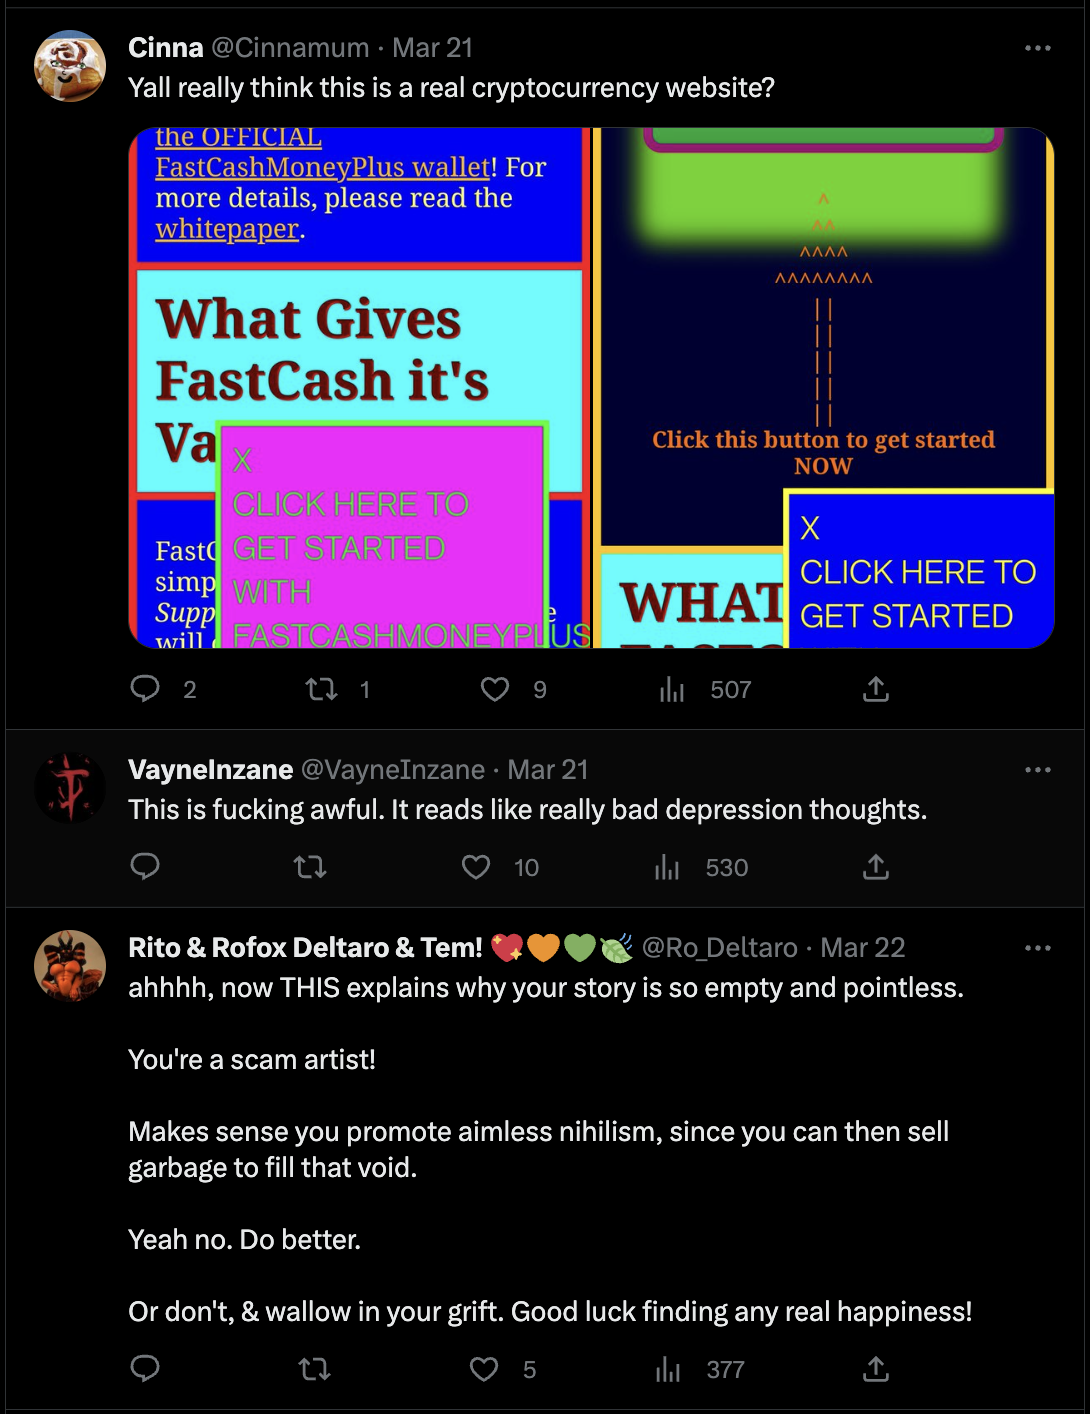 Cinna @Cinnamum · Mar 21
Yall really think this is a real cryptocurrency website?
the OFFICIAL
FastCashMoneyPlus wallet! For
more details, please read the
whitepaper.
What Gives
FastCash it's
Va
X
CLICK HERE TO
GET STARTED
WITH
FASTCASHMONEYPLUS
FastC
simp
Supp
will
^
^^
^^^^
^^^^^^^^
||
||
||
||
||
Click this button to get started
NOW
X
CLICK HERE TO
GET STARTED
WHAT
2 1 9 507
VayneInzane @VayneInzane · Mar 21
This is fucking awful. It reads like really bad depression thoughts.
10 530
Rito & Rofox Deltaro & Tem! 💖🧡💚🍃 @Ro_Deltaro · Mar 22
ahhhh, now THIS explains why your story is so empty and pointless.
You're a scam artist!
Makes sense you promote aimless nihilism, since you can then sell
garbage to fill that void.
Yeah no. Do better.
Or don't, & wallow in your grift. Good luck finding any real happiness!
5 377